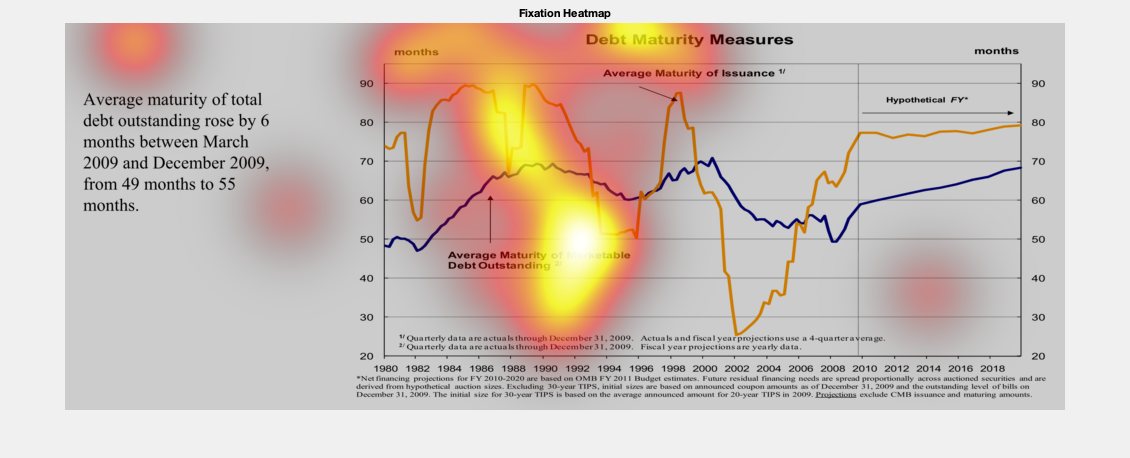 Fixation Heatmap
Debt Maturity Measures
months
months
Average Maturity of Issuance 1/
Hypothetical FY*
Average maturity of total
debt outstanding rose by 6
months between March
2009 and December 2009,
from 49 months to 55
months.
90
80
70
60
50
40
30
20
90
80
70
60
50
40
30
20
Average Maturity of Marketable
Debt Outstanding 2/
1/ Quarterly data are actuals through December 31, 2009. Actuals and fiscal year projections use a 4-quarter average.
2/ Quarterly data are actuals through December 31, 2009. Fiscal year projections are yearly data.
1980 1982 1984 1986 1988 1990 1992 1994 1996 1998 2000 2002 2004 2006 2008 2010 2012 2014 2016 2018
*Net financing projections for FY 2010-2020 are based on OMB FY 2011 Budget estimates. Future residual financing needs are spread proportionally across auctioned securities and are
derived from hypothetical auction sizes. Excluding 30-year TIPS, initial sizes are based on announced coupon amounts as of December 31, 2009 and the outstanding level of bills on
December 31, 2009. The initial size for 30-year TIPS is based on the average announced amount for 20-year TIPS in 2009. Projections exclude CMB issuance and maturing amounts.